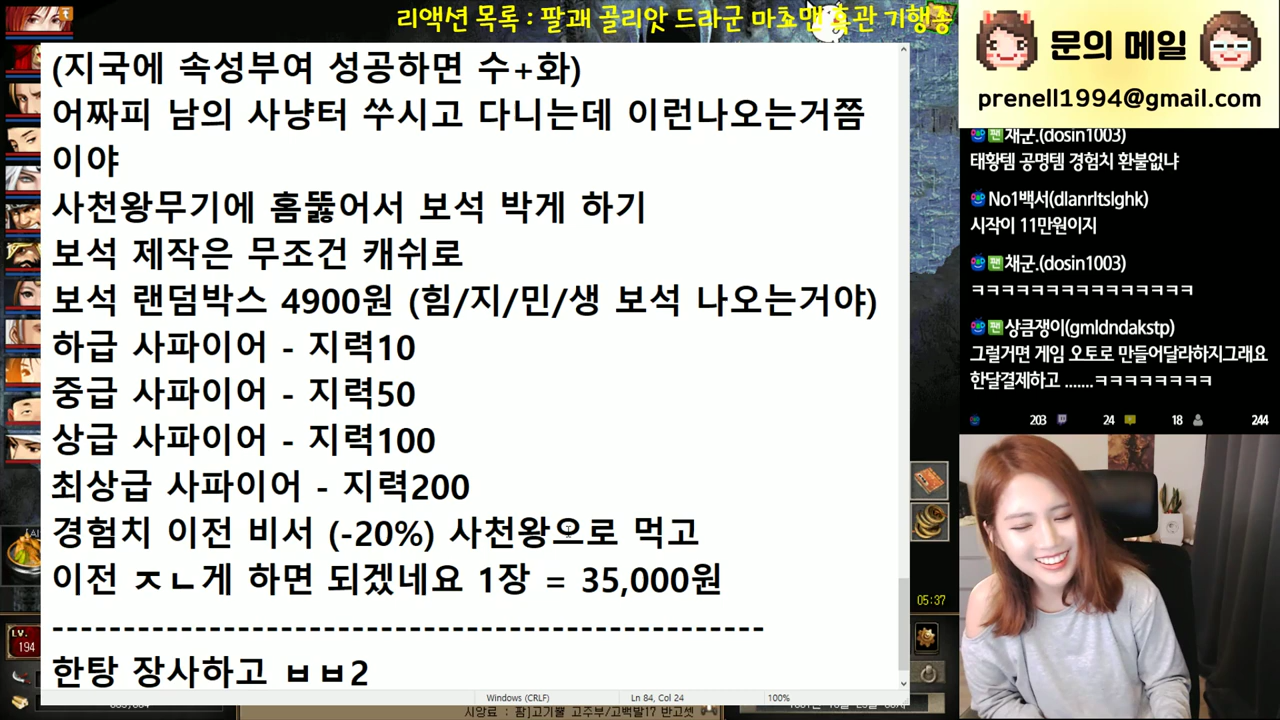 리액션 목록 : 팔괘 골리앗 드라군 마쵸맨 흑관 기행종
(지국에 속성부여 성공하면 수+화)
어짜피 남의 사냥터 쑤시고 다니는데 이런나오는거쯤
이야
사천왕무기에 홈뚫어서 보석 박게 하기
보석 제작은 무조건 캐쉬로
보석 랜덤박스 4900원 (힘/지/민/생 보석 나오는거야)
하급 사파이어 - 지력10
중급 사파이어 - 지력50
상급 사파이어 - 지력100
최상급 사파이어 - 지력200
경험치 이전 비서 (-20%) 사천왕으로 먹고
이전 ㅈㄴ게 하면 되겠네요 1장 = 35,000원
--------------------------------------------------
한탕 장사하고 ㅂㅂ2
Windows (CRLF)
Ln 84, Col 24
100%
LV.
194
05:37
문의 메일
prenell1994@gmail.com
팬 채군.(dosin1003)
태황템 공명템 경험치 환불없냐
No1백서(dlanrltslghk)
시작이 11만원이지
팬 채군.(dosin1003)
ㅋㅋㅋㅋㅋㅋㅋㅋㅋㅋㅋㅋㅋㅋㅋ
팬 상큼쟁이(gmldndakstp)
그럴거면 게임 오토로 만들어달라하지그래요
한달결제하고 .......ㅋㅋㅋㅋㅋㅋㅋㅋ
203
24
18
244